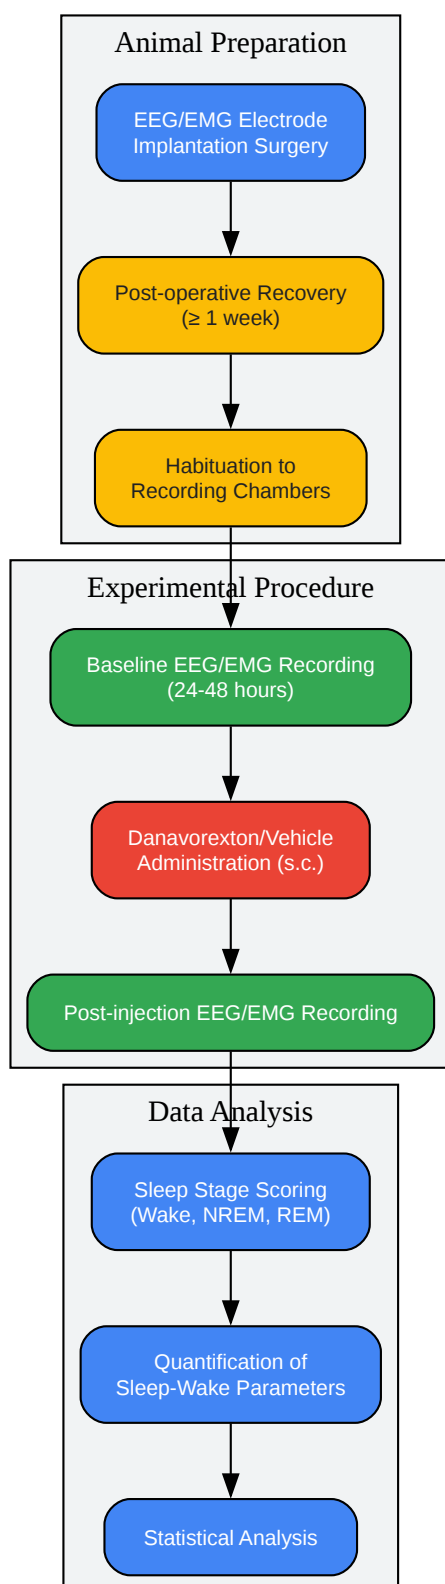 Animal Preparation
EEG/EMG Electrode
Implantation Surgery
Post-operative Recovery
(≥ 1 week)
Habituation to
Recording Chambers
Experimental Procedure
Baseline EEG/EMG Recording
(24-48 hours)
Danavorexton/Vehicle
Administration (s.c.)
Post-injection EEG/EMG Recording
Data Analysis
Sleep Stage Scoring
(Wake, NREM, REM)
Quantification of
Sleep-Wake Parameters
Statistical Analysis